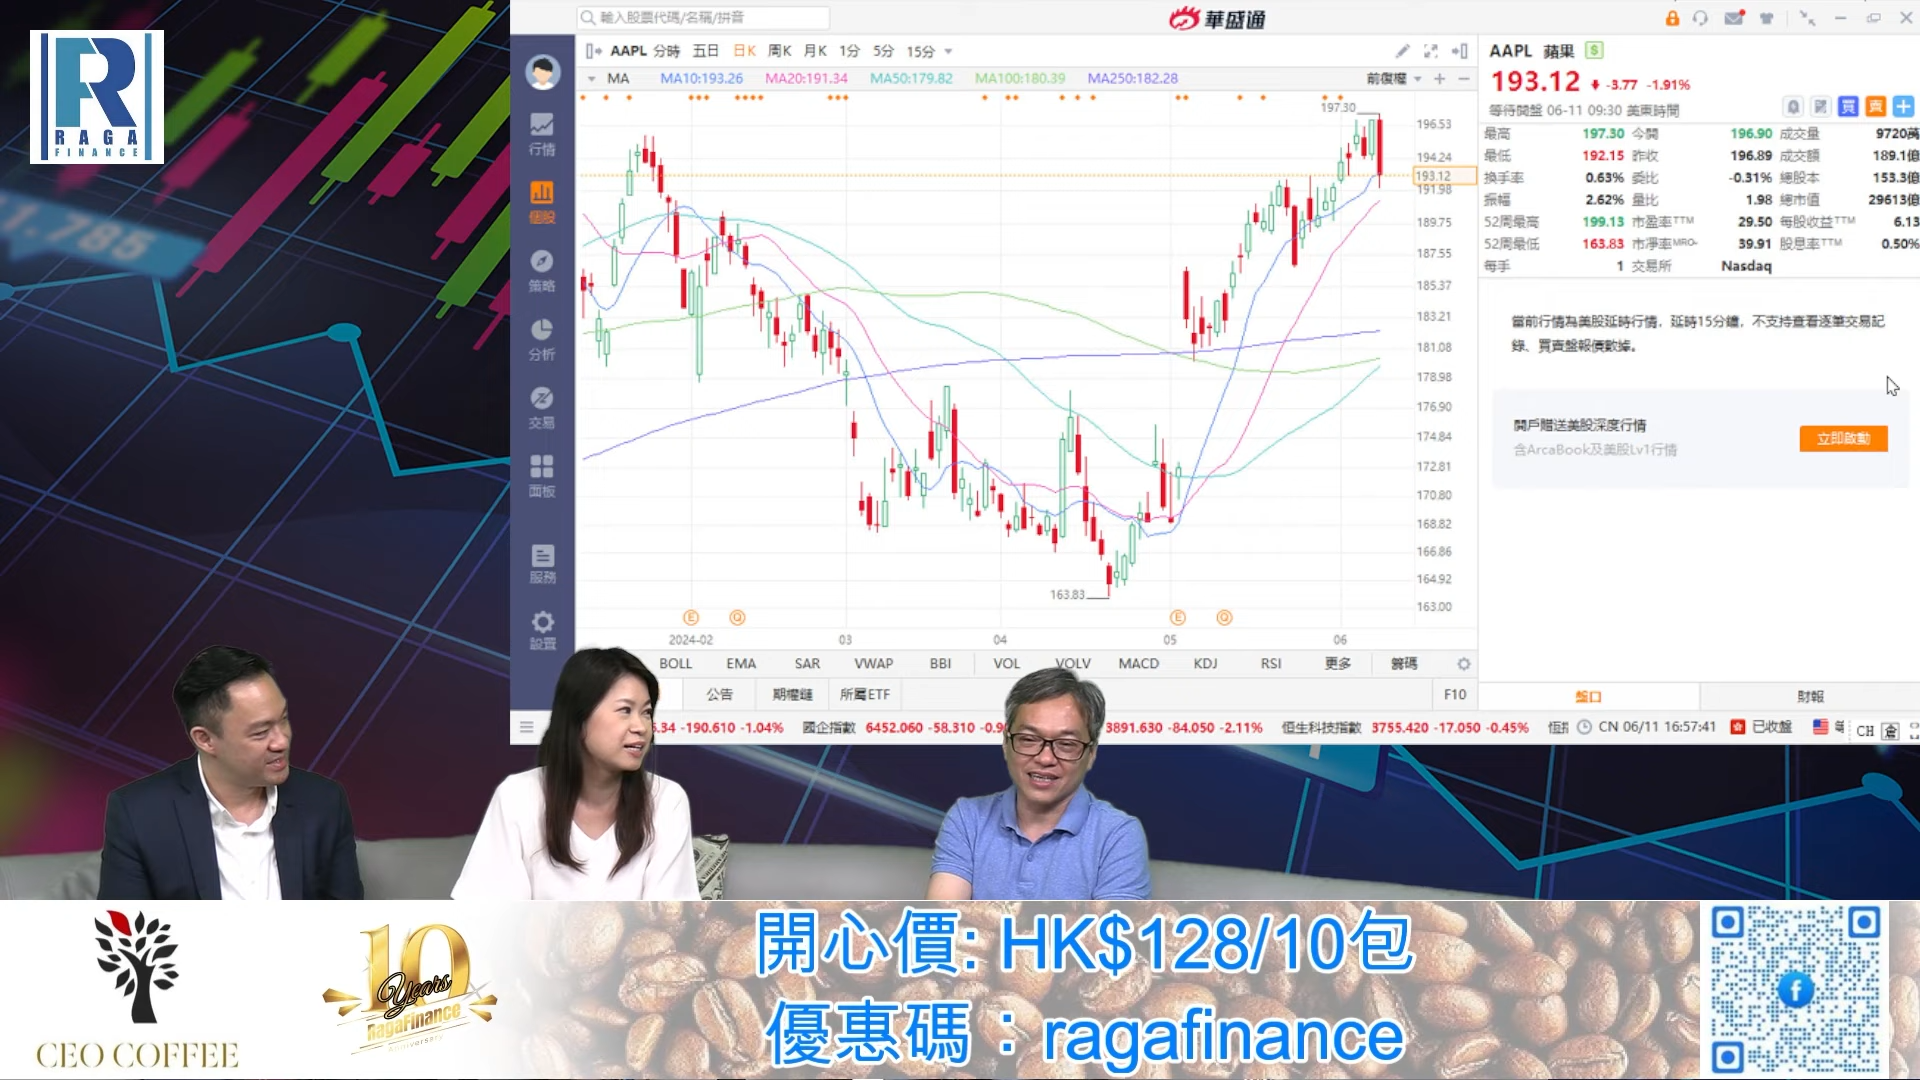 RAGA
FINANCE
1.785
輸入股票代碼/名稱/拼音
華盛通
AAPL 分時 五日 日K 周K 月K 1分 5分 15分
MA MA10:193.26 MA20:191.34 MA50:179.82 MA100:180.39 MA250:182.28 前復權
行情
個股
策略
分析
交易
面板
服務
設置
197.30
163.83
196.53
194.24
193.12
191.98
189.75
187.55
185.37
183.21
181.08
178.98
176.90
174.84
172.81
170.80
168.82
166.86
164.92
163.00
E Q E Q
2024-02 03 04 05 06
BOLL EMA SAR VWAP BBI VOL VOLV MACD KDJ RSI 更多 籌碼
公告 期權鏈 所屬ETF F10
AAPL 蘋果 $
193.12 -3.77 -1.91%
等待開盤 06-11 09:30 美東時間
買 賣
最高 197.30 今開 196.90 成交量 9720萬
最低 192.15 昨收 196.89 成交額 189.1億
換手率 0.63% 委比 -0.31% 總股本 153.3億
振幅 2.62% 量比 1.98 總市值 29613億
52周最高 199.13 市盈率TTM 29.50 每股收益TTM 6.13
52周最低 163.83 市凈率MRQ 39.91 股息率TTM 0.50%
每手 1 交易所 Nasdaq
當前行情為美股延時行情，延時15分鐘，不支持查看逐筆交易記
錄、買賣盤報價數據。
開戶贈送美股深度行情
含ArcaBook及美股Lv1行情
立即啟動
盤口 財報
.34 -190.610 -1.04% 國企指數 6452.060 -58.310 -0.9 3891.630 -84.050 -2.11% 恒生科技指數 3755.420 -17.050 -0.45% CN 06/11 16:57:41 已收盤 CH
CEO COFFEE
10
Years
RagaFinance
Anniversary
開心價: HK$128/10包
優惠碼：ragafinance
f